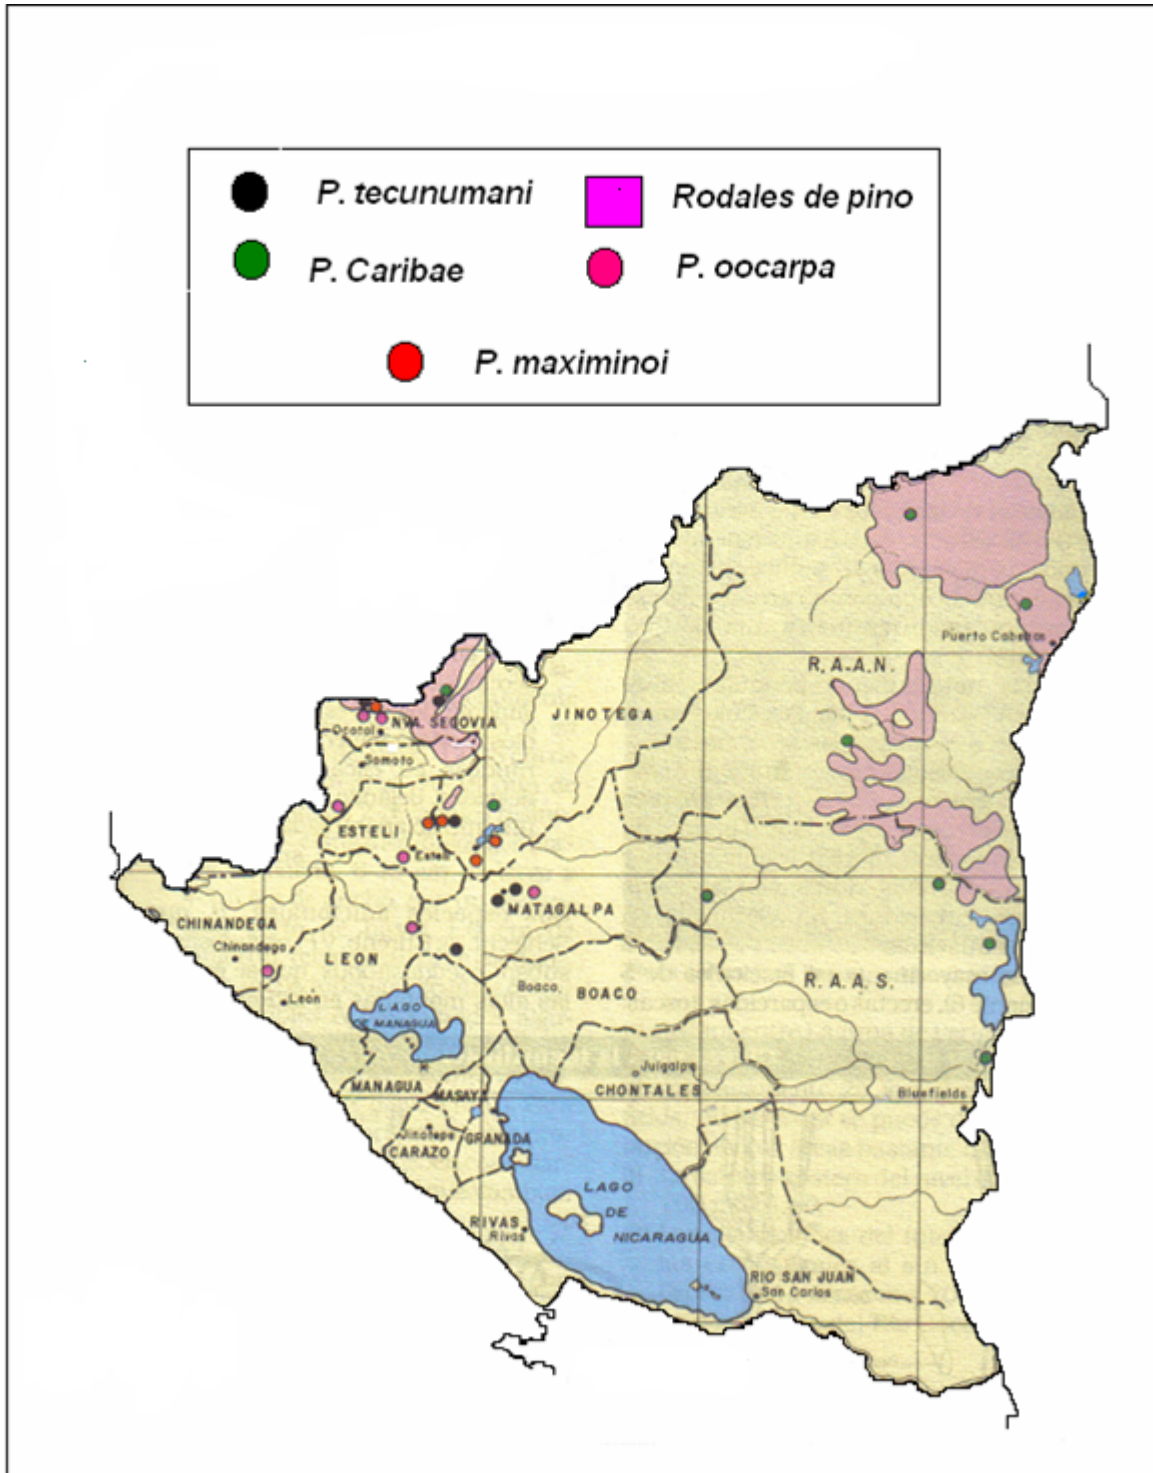 P. tecunumani
Rodales de pino
P. Caribae
P. oocarpa
P. maximinoi
Puerto Cabezas
R.A.A.N.
JINOTEGA
NVA. SEGOVIA
Ocotal
Somoto
ESTELI
Esteli
MATAGALPA
CHINANDEGA
Chinandega
LEON
León
BOACO
Boaco
R.A.A.S.
LAGO
DE MANAGUA
Juigalpa
CHONTALES
MANAGUA
MASAYA
Bluefields
Jinotepe
GRANADA
CARAZO
LAGO
DE
NICARAGUA
RIVAS
Rivas
RIO SAN JUAN
San Carlos